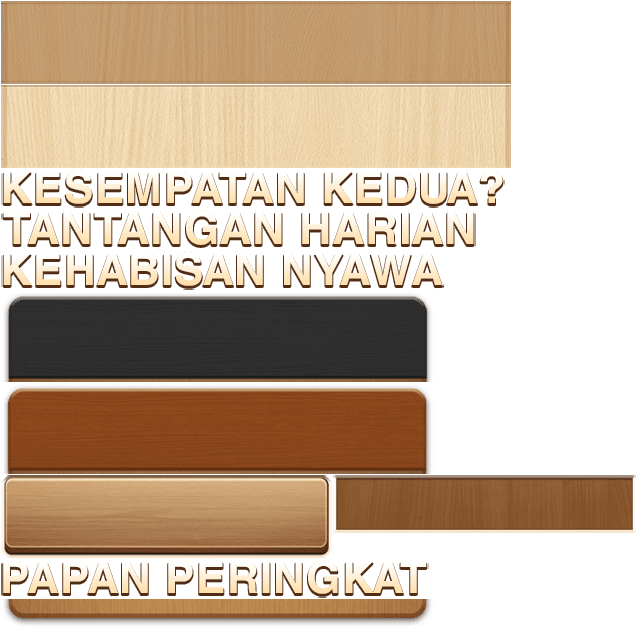 KESEMPATAN KEDUA?
TANTANGAN HARIAN
KEHABISAN NYAWA
PAPAN PERINGKAT